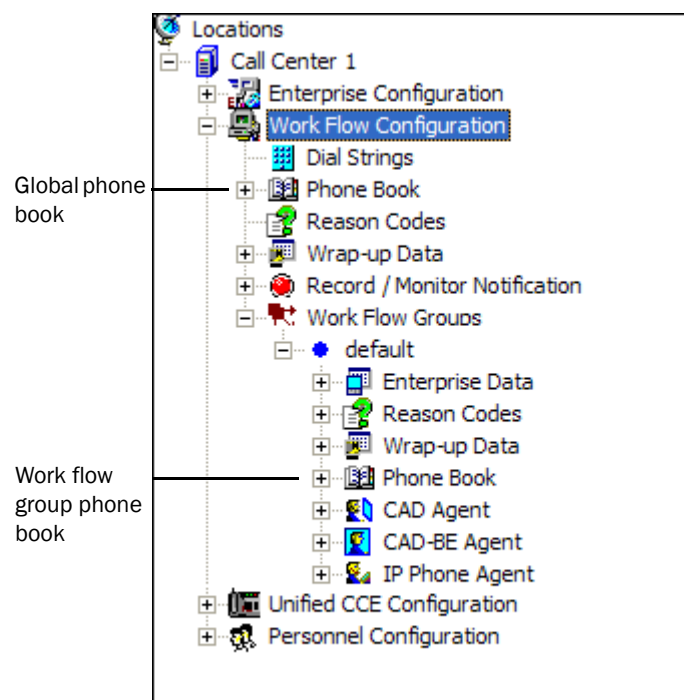 Locations
Call Center 1
Enterprise Configuration
Work Flow Configuration
Dial Strings
Global phone
book
Phone Book
Reason Codes
Wrap-up Data
Record / Monitor Notification
Work Flow Groups
default
Enterprise Data
Reason Codes
Wrap-up Data
Work flow
group phone
book
Phone Book
CAD Agent
CAD-BE Agent
IP Phone Agent
Unified CCE Configuration
Personnel Configuration